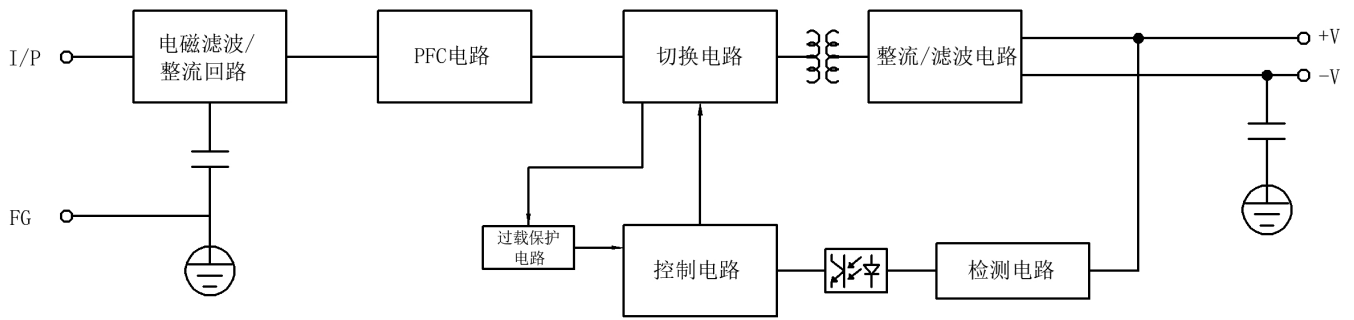 I/P
电磁滤波/
整流回路
PFC电路
切换电路
整流/滤波电路
+V
-V
FG
过载保护
电路
控制电路
检测电路